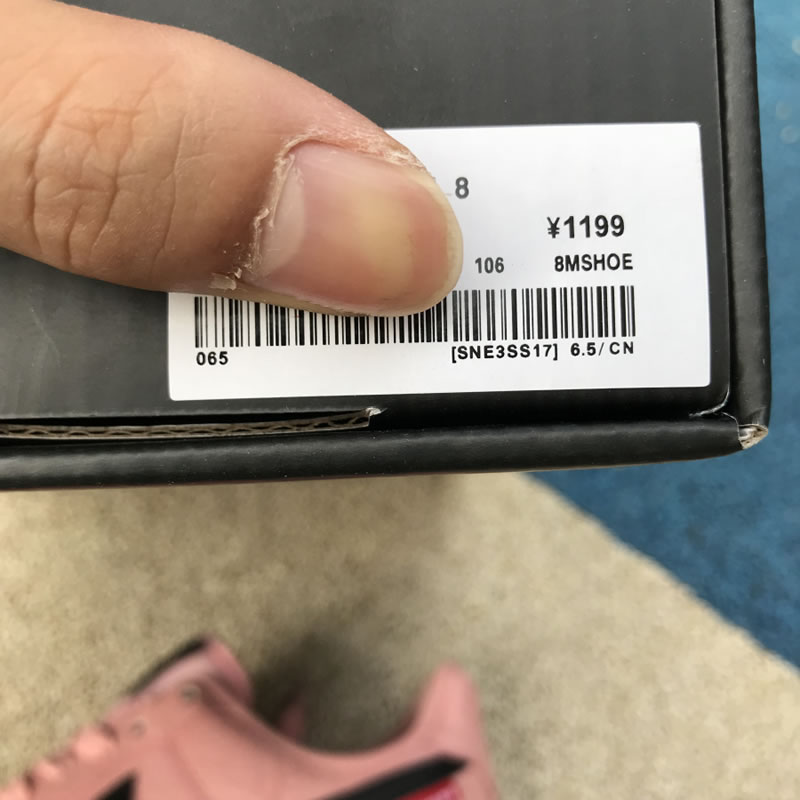 8
¥1199
106 8MSHOE
065 [SNE3SS17] 6.5/CN